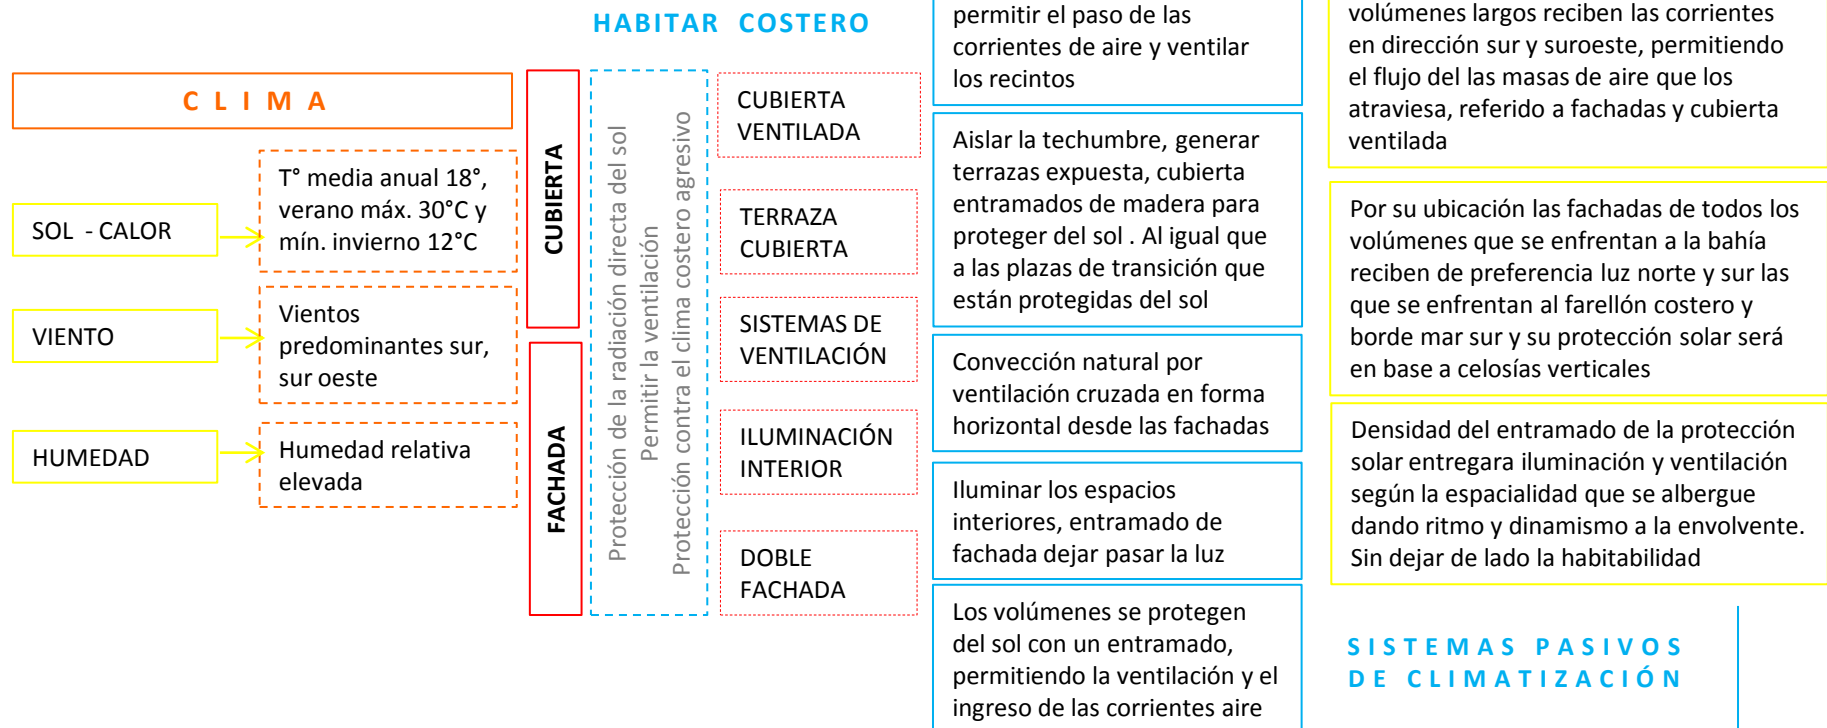 HABITAR COSTERO
C L I M A
SOL - CALOR
T° media anual 18°,
verano máx. 30°C y
mín. invierno 12°C
VIENTO
Vientos
predominantes sur,
sur oeste
HUMEDAD
Humedad relativa
elevada
CUBIERTA
FACHADA
Protección de la radiación directa del sol
Permitir la ventilación
Protección contra el clima costero agresivo
CUBIERTA
VENTILADA
TERRAZA
CUBIERTA
SISTEMAS DE
VENTILACIÓN
ILUMINACIÓN
INTERIOR
DOBLE
FACHADA
permitir el paso de las
corrientes de aire y ventilar
los recintos
Aislar la techumbre, generar
terrazas expuesta, cubierta
entramados de madera para
proteger del sol . Al igual que
a las plazas de transición que
están protegidas del sol
Convección natural por
ventilación cruzada en forma
horizontal desde las fachadas
Iluminar los espacios
interiores, entramado de
fachada dejar pasar la luz
Los volúmenes se protegen
del sol con un entramado,
permitiendo la ventilación y el
ingreso de las corrientes aire
volúmenes largos reciben las corrientes
en dirección sur y suroeste, permitiendo
el flujo del las masas de aire que los
atraviesa, referido a fachadas y cubierta
ventilada
Por su ubicación las fachadas de todos los
volúmenes que se enfrentan a la bahía
reciben de preferencia luz norte y sur las
que se enfrentan al farellón costero y
borde mar sur y su protección solar será
en base a celosías verticales
Densidad del entramado de la protección
solar entregara iluminación y ventilación
según la espacialidad que se albergue
dando ritmo y dinamismo a la envolvente.
Sin dejar de lado la habitabilidad
SISTEMAS PASIVOS
DE CLIMATIZACIÓN